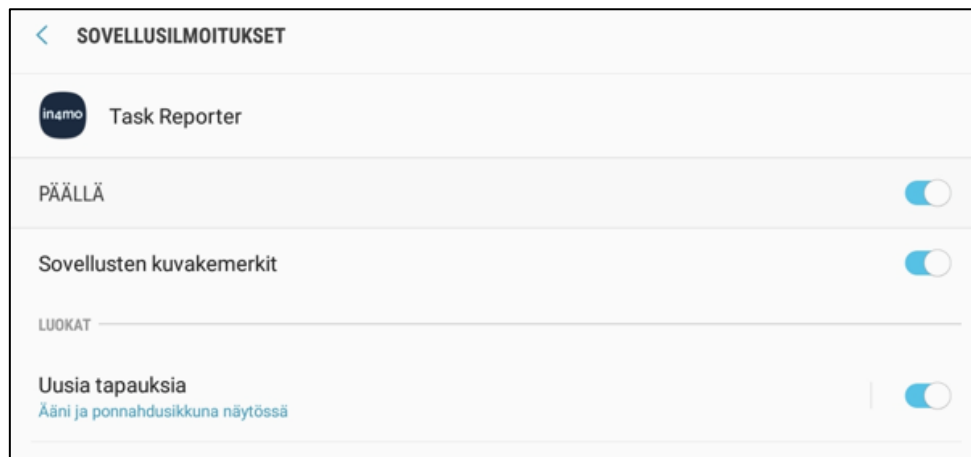 SOVELLUSILMOITUKSET
in4mo
Task Reporter
PÄÄLLÄ
Sovellusten kuvakemerkit
LUOKAT
Uusia tapauksia
Ääni ja ponnahdusikkuna näytössä